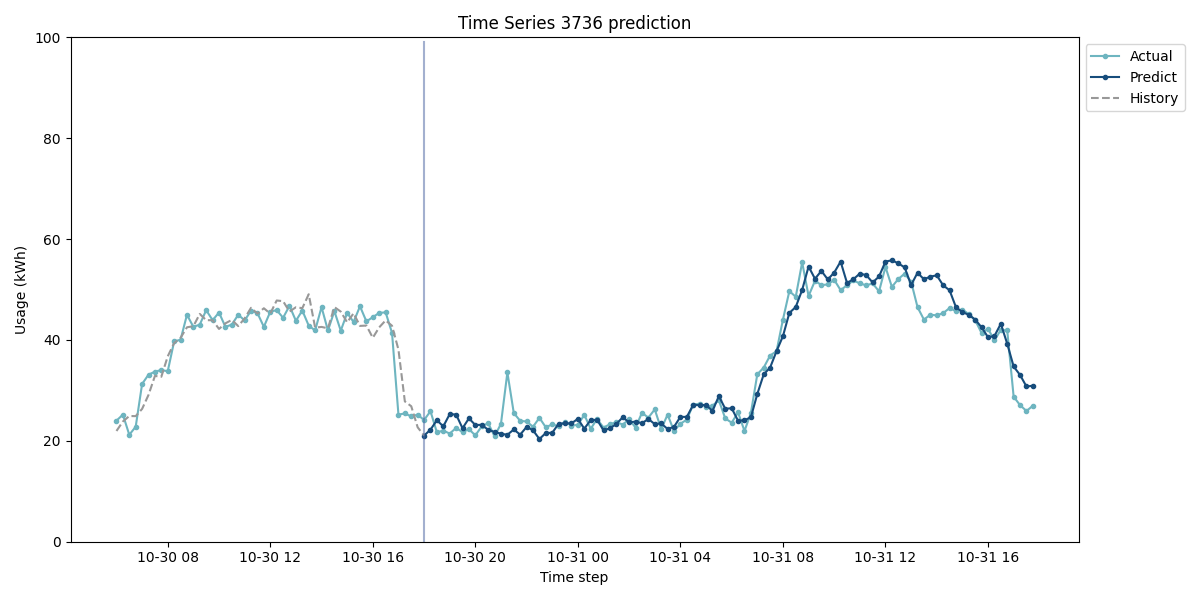 Time Series 3736 prediction
100
80
60
40
20
0
Usage (kWh)
10-30 08
10-30 12
10-30 16
10-30 20
10-31 00
10-31 04
10-31 08
10-31 12
10-31 16
Time step
Actual
Predict
History